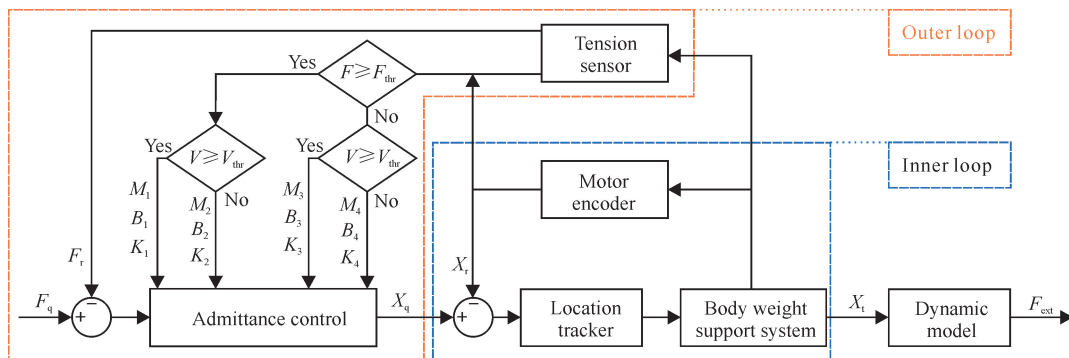 Outer loop
Tension
sensor
Yes
F ≥ F_thr
No
Yes
V ≥ V_thr
No
Yes
V ≥ V_thr
No
Inner loop
Motor
encoder
M_1
B_1
K_1
M_2
B_2
K_2
M_3
B_3
K_3
M_4
B_4
K_4
F_r
X_r
F_q
−
+
Admittance control
X_q
−
+
Location
tracker
Body weight
support system
X_t
Dynamic
model
F_ext